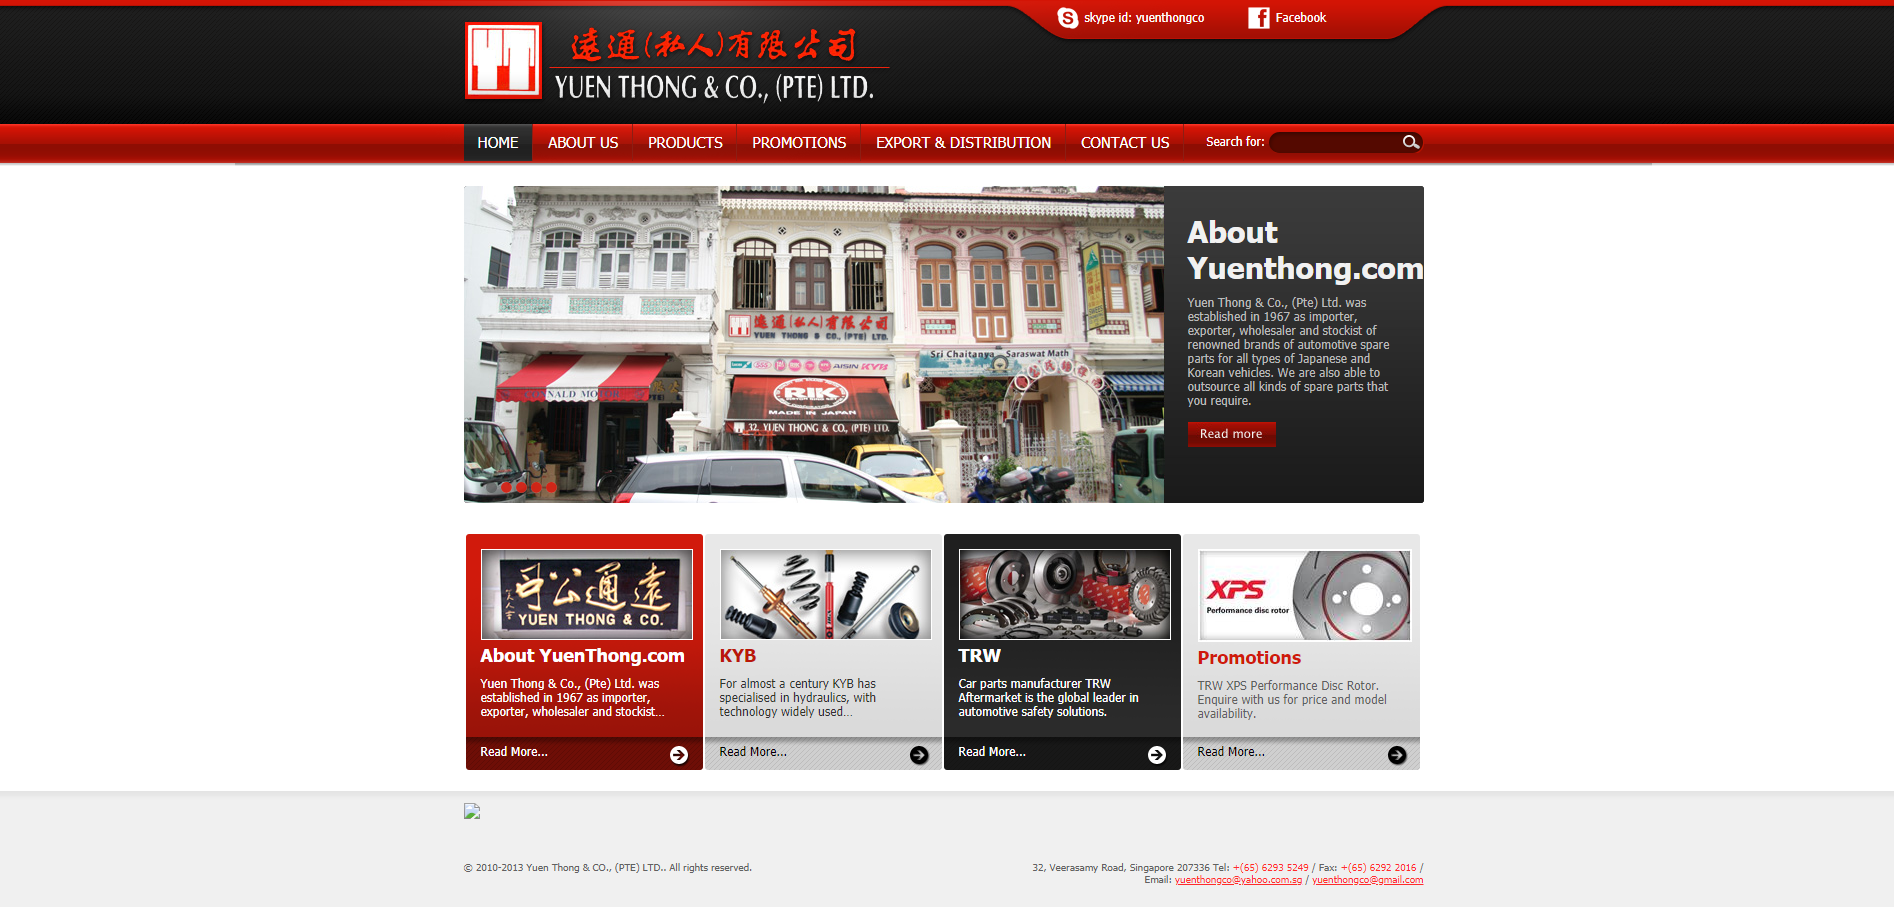 skype id: yuenthongco
Facebook
遠通(私人)有限公司
YUEN THONG & CO., (PTE) LTD.
HOME
ABOUT US
PRODUCTS
PROMOTIONS
EXPORT & DISTRIBUTION
CONTACT US
Search for:
遠通(私人)有限公司
YUEN THONG & CO., (PTE) LTD.
Sri Chaitanya Saraswat Math
AISIN KYB
RIK
MADE IN JAPAN
32, YUEN THONG & CO., (PTE) LTD.
About
Yuenthong.com
Yuen Thong & Co., (Pte) Ltd. was
established in 1967 as importer,
exporter, wholesaler and stockist of
renowned brands of automotive spare
parts for all types of Japanese and
Korean vehicles. We are also able to
outsource all kinds of spare parts that
you require.
Read more
司公通遠
YUEN THONG & CO.
About YuenThong.com
Yuen Thong & Co., (Pte) Ltd. was
established in 1967 as importer,
exporter, wholesaler and stockist...
Read More...
KYB
For almost a century KYB has
specialised in hydraulics, with
technology widely used...
Read More...
TRW
Car parts manufacturer TRW
Aftermarket is the global leader in
automotive safety solutions.
Read More...
XPS
Performance disc rotor
Promotions
TRW XPS Performance Disc Rotor.
Enquire with us for price and model
availability.
Read More...
© 2010-2013 Yuen Thong & CO., (PTE) LTD.. All rights reserved.
32, Veerasamy Road, Singapore 207336 Tel: +(65) 6293 5249 / Fax: +(65) 6292 2016 /
Email: yuenthongco@yahoo.com.sg / yuenthongco@gmail.com